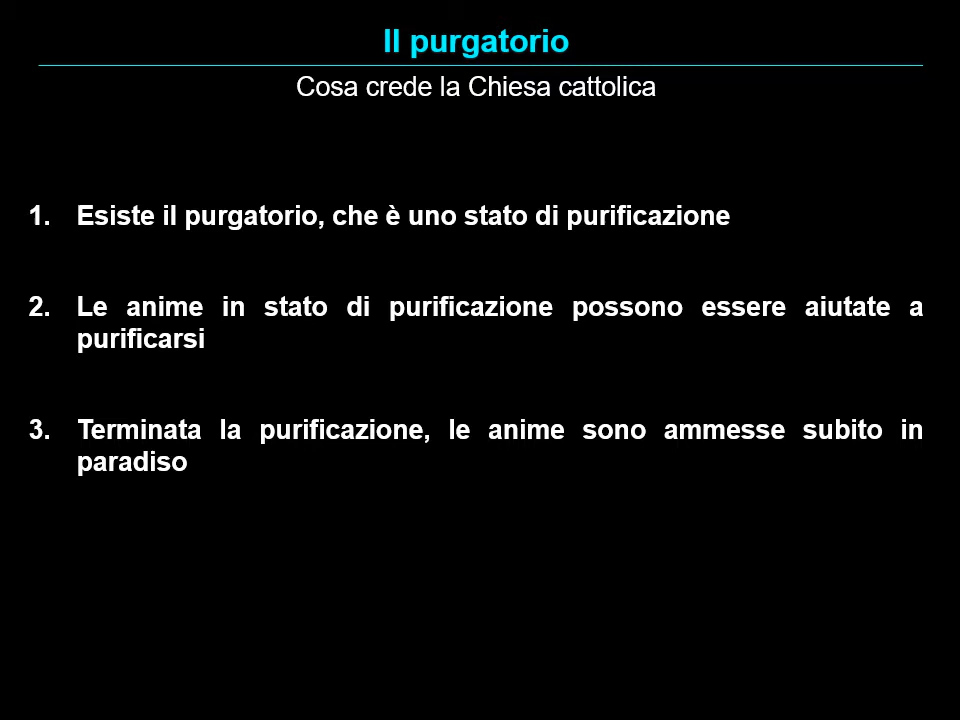 Il purgatorio
Cosa crede la Chiesa cattolica
1. Esiste il purgatorio, che è uno stato di purificazione
2. Le anime in stato di purificazione possono essere aiutate a
purificarsi
3. Terminata la purificazione, le anime sono ammesse subito in
paradiso